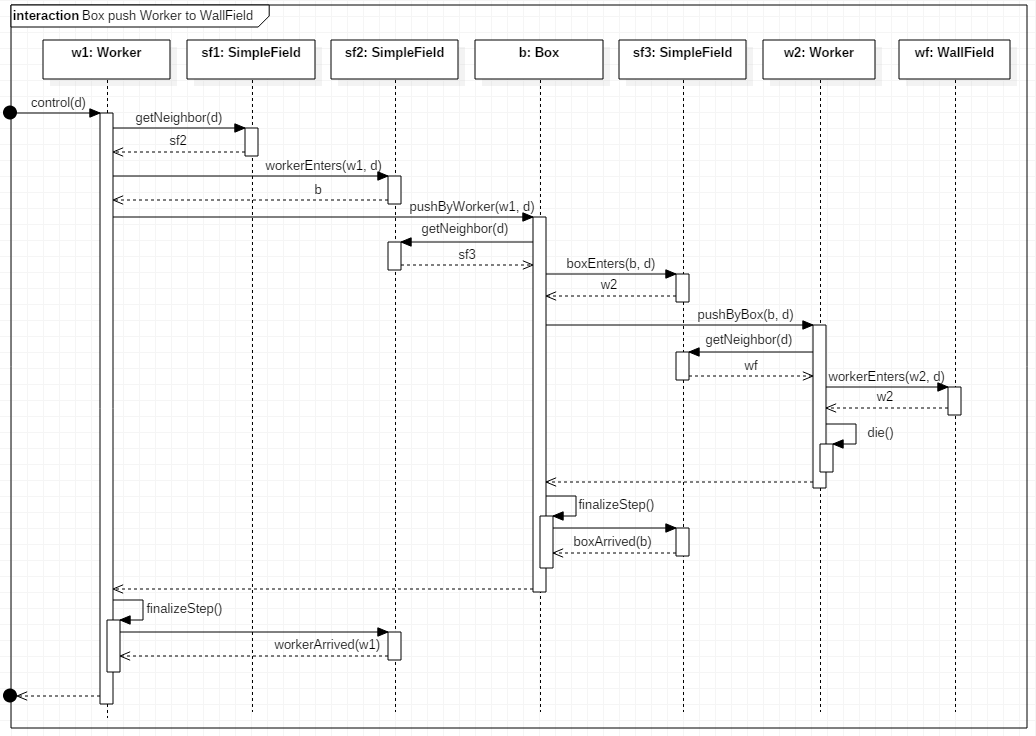 interaction Box push Worker to WallField
w1: Worker
sf1: SimpleField
sf2: SimpleField
b: Box
sf3: SimpleField
w2: Worker
wf: WallField
control(d)
getNeighbor(d)
sf2
workerEnters(w1, d)
b
pushByWorker(w1, d)
getNeighbor(d)
sf3
boxEnters(b, d)
w2
pushByBox(b, d)
getNeighbor(d)
wf
workerEnters(w2, d)
w2
die()
finalizeStep()
boxArrived(b)
finalizeStep()
workerArrived(w1)